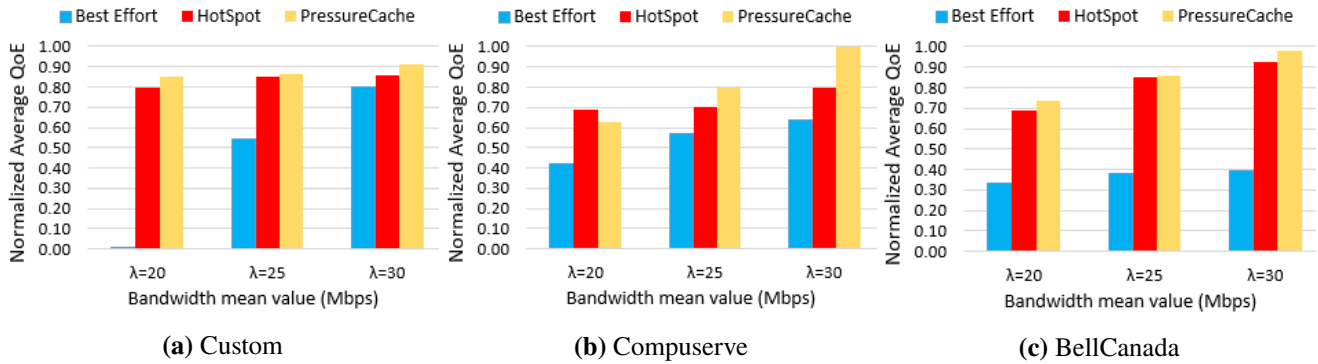 Best Effort HotSpot PressureCache
Normalized Average QoE
1.00
0.90
0.80
0.70
0.60
0.50
0.40
0.30
0.20
0.10
0.00
λ=20 λ=25 λ=30
Bandwidth mean value (Mbps)
(a) Custom
Best Effort HotSpot PressureCache
Normalized Average QoE
1.00
0.90
0.80
0.70
0.60
0.50
0.40
0.30
0.20
0.10
0.00
λ=20 λ=25 λ=30
Bandwidth mean value (Mbps)
(b) Compuserve
Best Effort HotSpot PressureCache
Normalized Average QoE
1.00
0.90
0.80
0.70
0.60
0.50
0.40
0.30
0.20
0.10
0.00
λ=20 λ=25 λ=30
Bandwidth mean value (Mbps)
(c) BellCanada